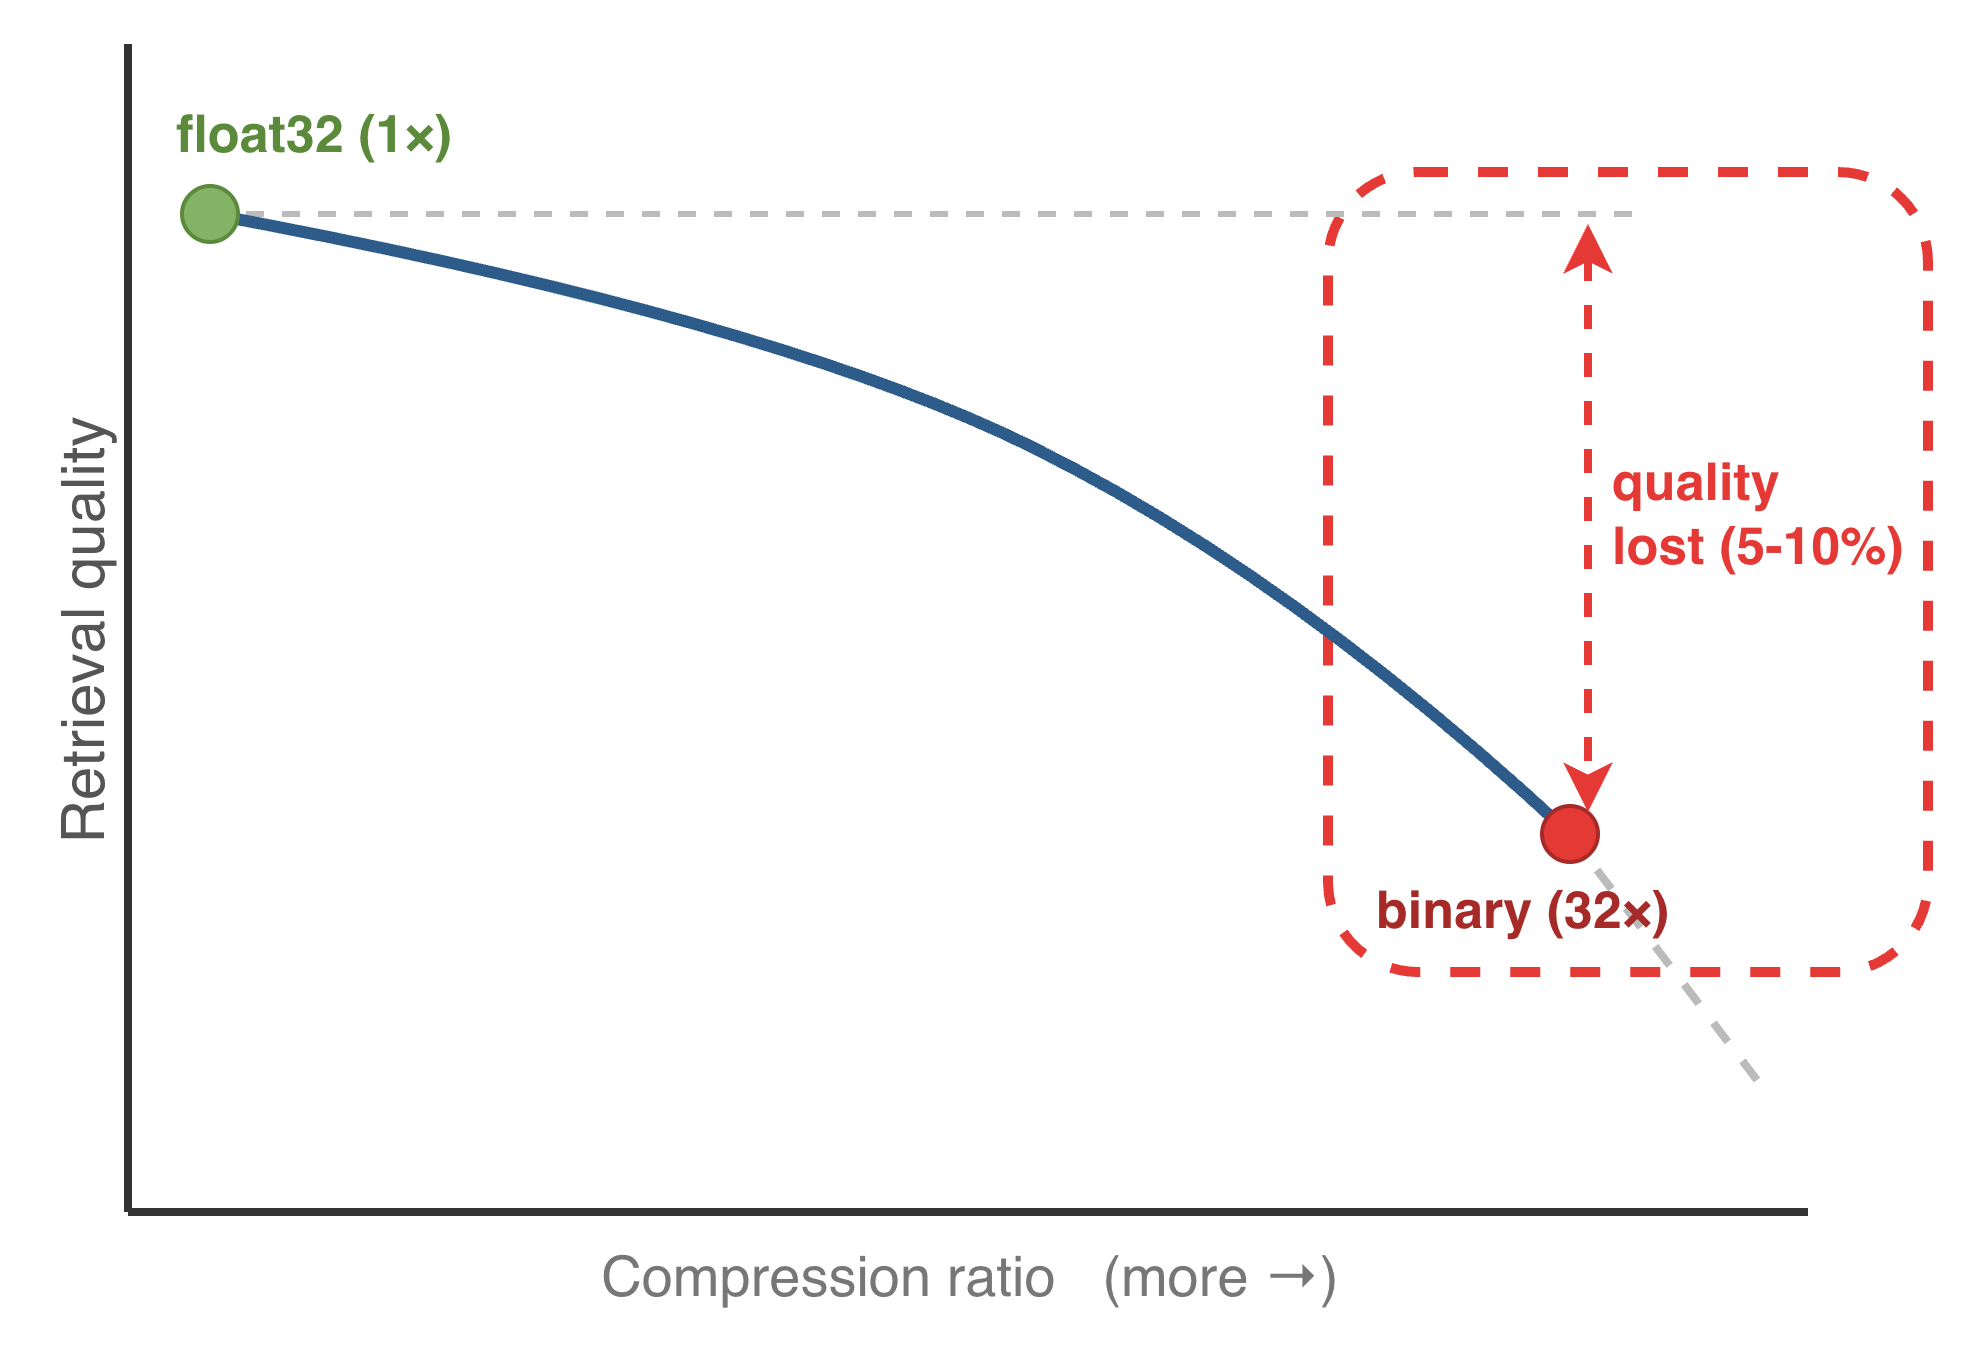 float32 (1×)
Retrieval quality
quality
lost (5-10%)
binary (32×)
Compression ratio (more →)